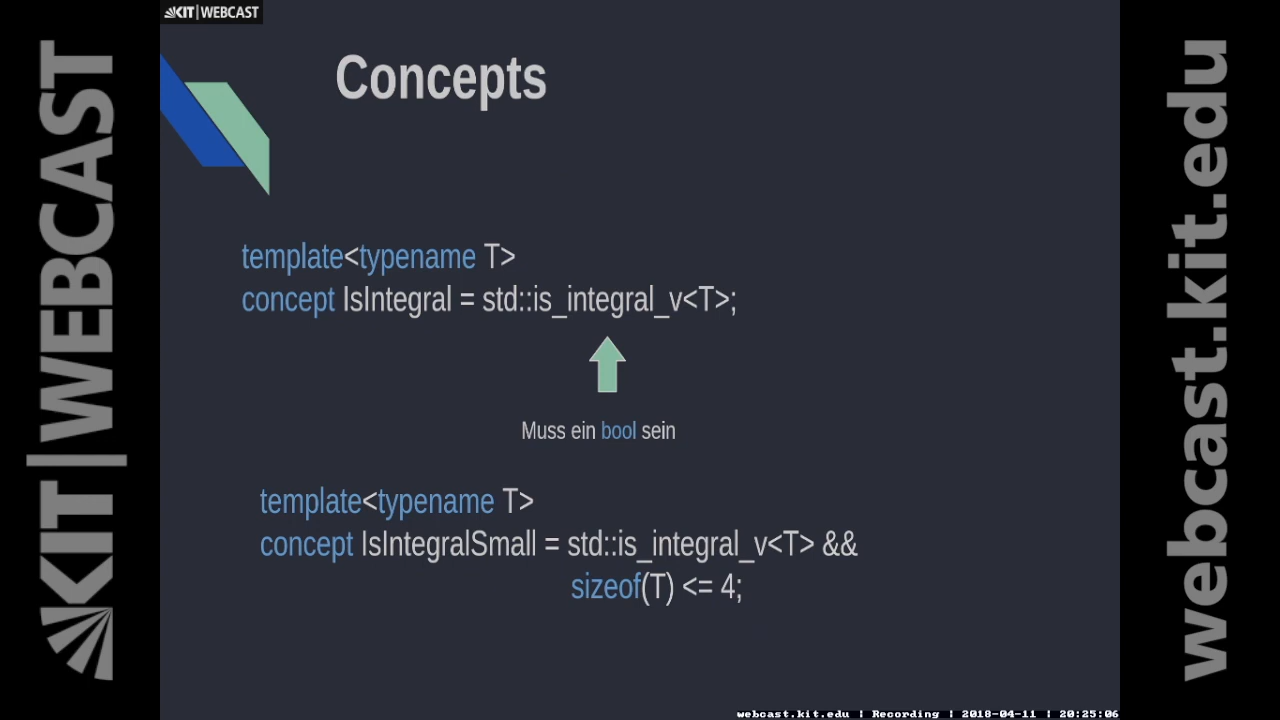 KIT|WEBCAST
KIT|WEBCAST
webcast.kit.edu
Concepts
template<typename T>
concept IsIntegral = std::is_integral_v<T>;
Muss ein bool sein
template<typename T>
concept IsIntegralSmall = std::is_integral_v<T> &&
sizeof(T) <= 4;
webcast.kit.edu | Recording | 2018-04-11 | 20:25:06